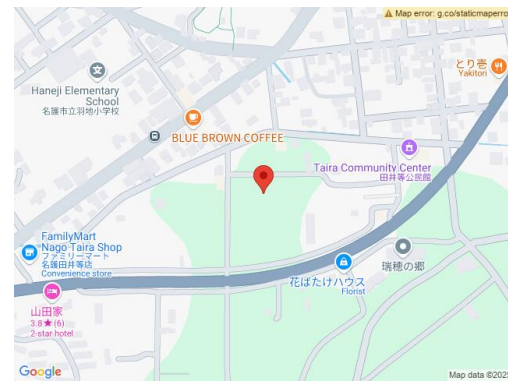 Map error: g.co/staticmaperro
とり壱
Yakitori
Haneji Elementary
School
名護市立羽地小学校
BLUE BROWN COFFEE
Taira Community Center
田井等公民館
FamilyMart
Nago Taira Shop
ファミリーマート
名護田井等店
Convenience store
瑞穂の郷
花ばたけハウス
Florist
山田家
3.8★(6)
2-star hotel
Google
Map data ©2025